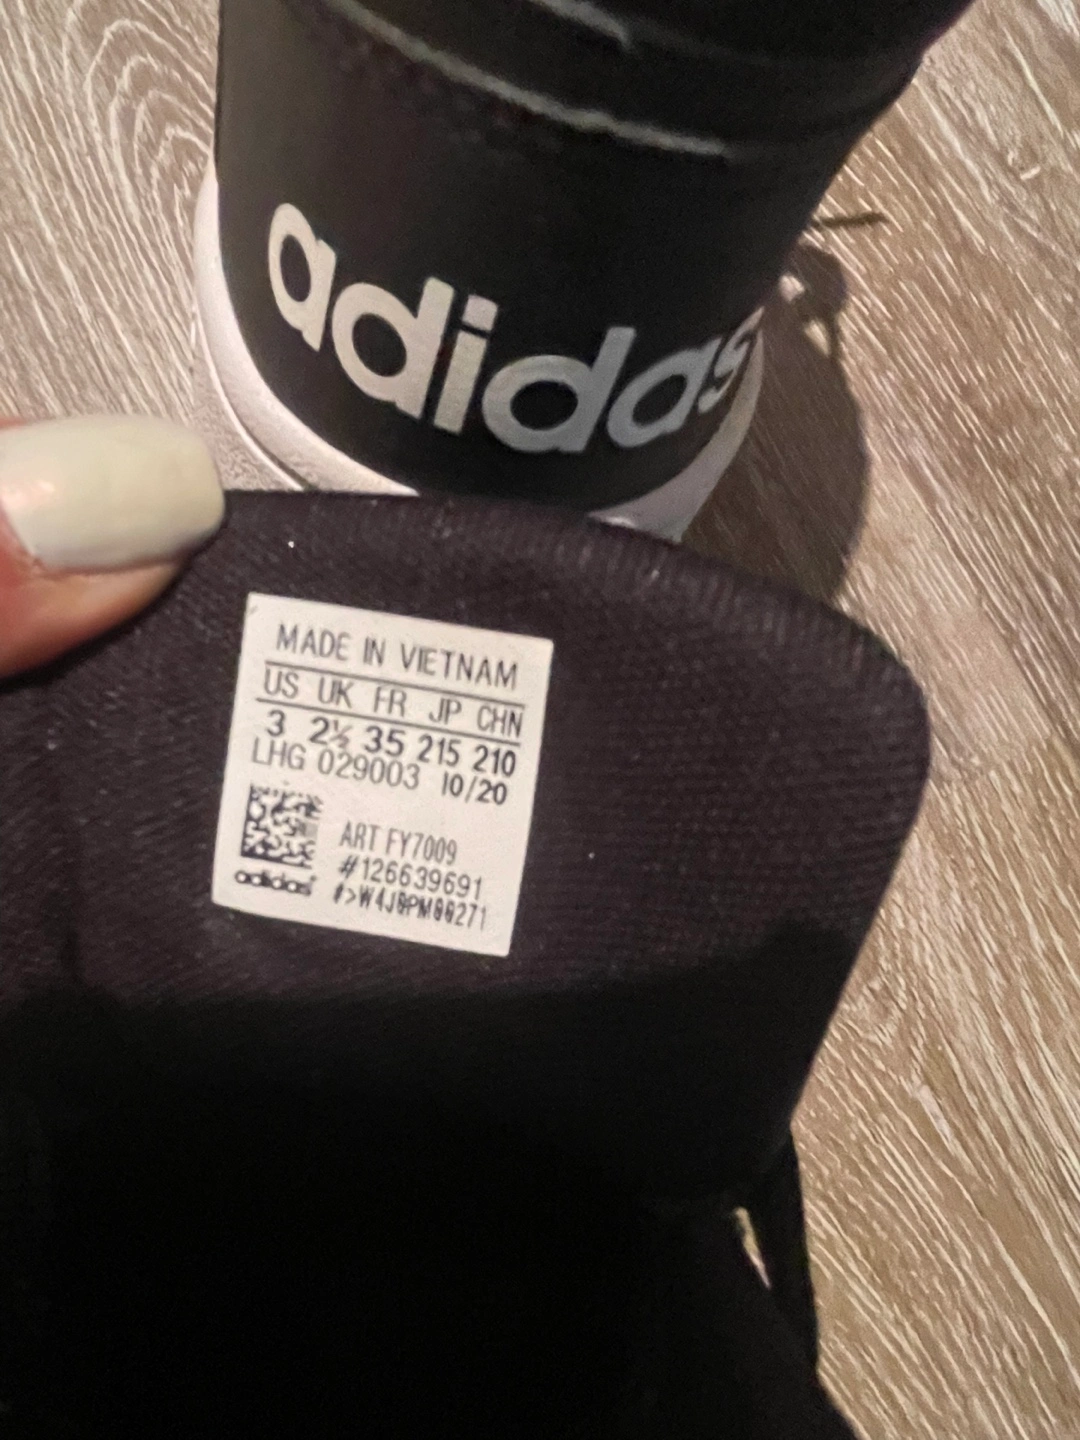 adidas
MADE IN VIETNAM
US UK FR JP CHN
3 2½ 35 215 210
LHG 029003 10/20
ART FY7009
#126639691
adidas